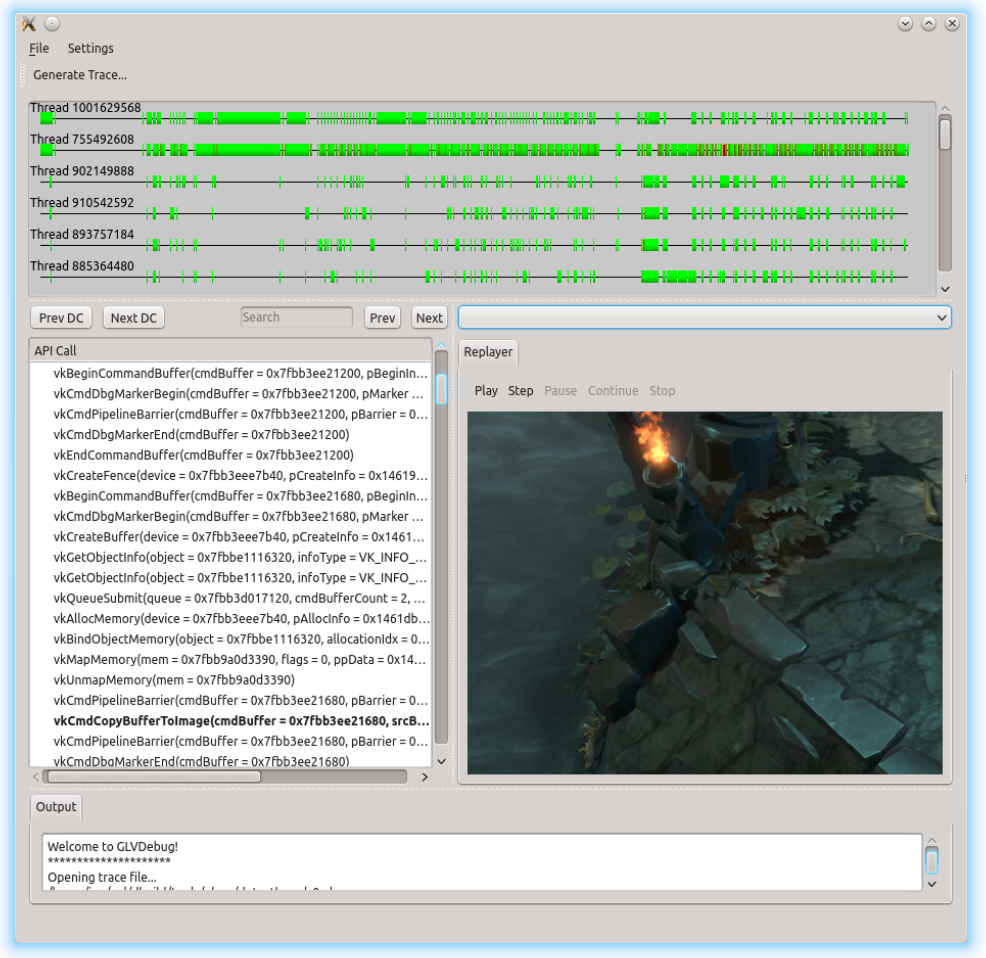 File Settings
Generate Trace...
Thread 1001629568
Thread 755492608
Thread 902149888
Thread 910542592
Thread 893757184
Thread 885364480
Prev DC Next DC Search Prev Next
API Call
vkBeginCommandBuffer(cmdBuffer = 0x7fbb3ee21200, pBeginIn...
vkCmdDbgMarkerBegin(cmdBuffer = 0x7fbb3ee21200, pMarker ...
vkCmdPipelineBarrier(cmdBuffer = 0x7fbb3ee21200, pBarrier = 0...
vkCmdDbgMarkerEnd(cmdBuffer = 0x7fbb3ee21200)
vkEndCommandBuffer(cmdBuffer = 0x7fbb3ee21200)
vkCreateFence(device = 0x7fbb3eee7b40, pCreateInfo = 0x14619...
vkBeginCommandBuffer(cmdBuffer = 0x7fbb3ee21680, pBeginIn...
vkCmdDbgMarkerBegin(cmdBuffer = 0x7fbb3ee21680, pMarker ...
vkCreateBuffer(device = 0x7fbb3eee7b40, pCreateInfo = 0x1461...
vkGetObjectInfo(object = 0x7fbbe1116320, infoType = VK_INFO_...
vkGetObjectInfo(object = 0x7fbbe1116320, infoType = VK_INFO_...
vkQueueSubmit(queue = 0x7fbb3d017120, cmdBufferCount = 2, ...
vkAllocMemory(device = 0x7fbb3eee7b40, pAllocInfo = 0x1461db...
vkBindObjectMemory(object = 0x7fbbe1116320, allocationIdx = 0...
vkMapMemory(mem = 0x7fbb9a0d3390, flags = 0, ppData = 0x14...
vkUnmapMemory(mem = 0x7fbb9a0d3390)
vkCmdPipelineBarrier(cmdBuffer = 0x7fbb3ee21680, pBarrier = 0...
vkCmdCopyBufferToImage(cmdBuffer = 0x7fbb3ee21680, srcB...
vkCmdPipelineBarrier(cmdBuffer = 0x7fbb3ee21680, pBarrier = 0...
vkCmdDbgMarkerEnd(cmdBuffer = 0x7fbb3ee21680)
Replayer
Play Step Pause Continue Stop
Output
Welcome to GLVDebug!
*********************
Opening trace file...